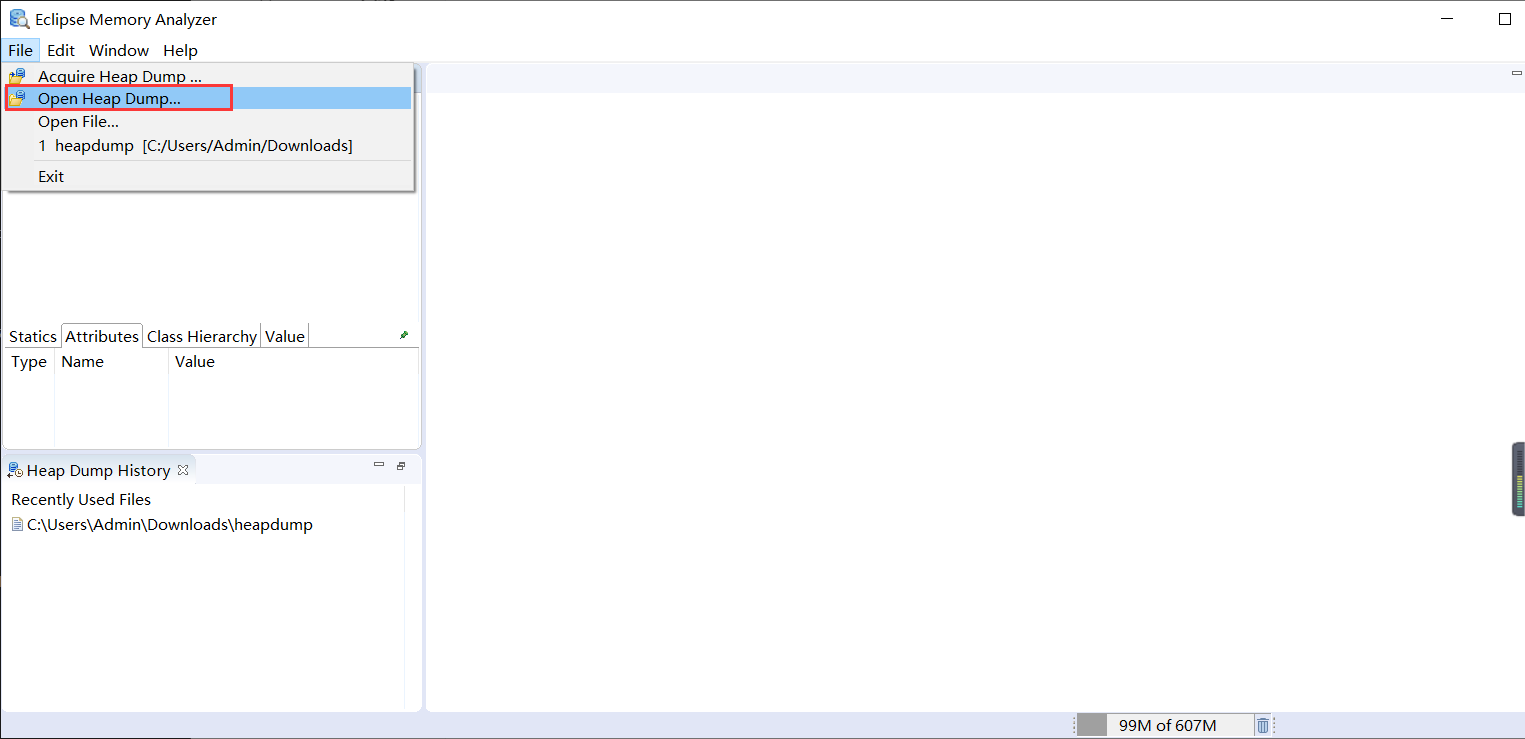 Eclipse Memory Analyzer
File Edit Window Help
Acquire Heap Dump ...
Open Heap Dump...
Open File...
1 heapdump [C:/Users/Admin/Downloads]
Exit
Statics Attributes Class Hierarchy Value
Type Name Value
Heap Dump History
Recently Used Files
C:\Users\Admin\Downloads\heapdump
99M of 607M